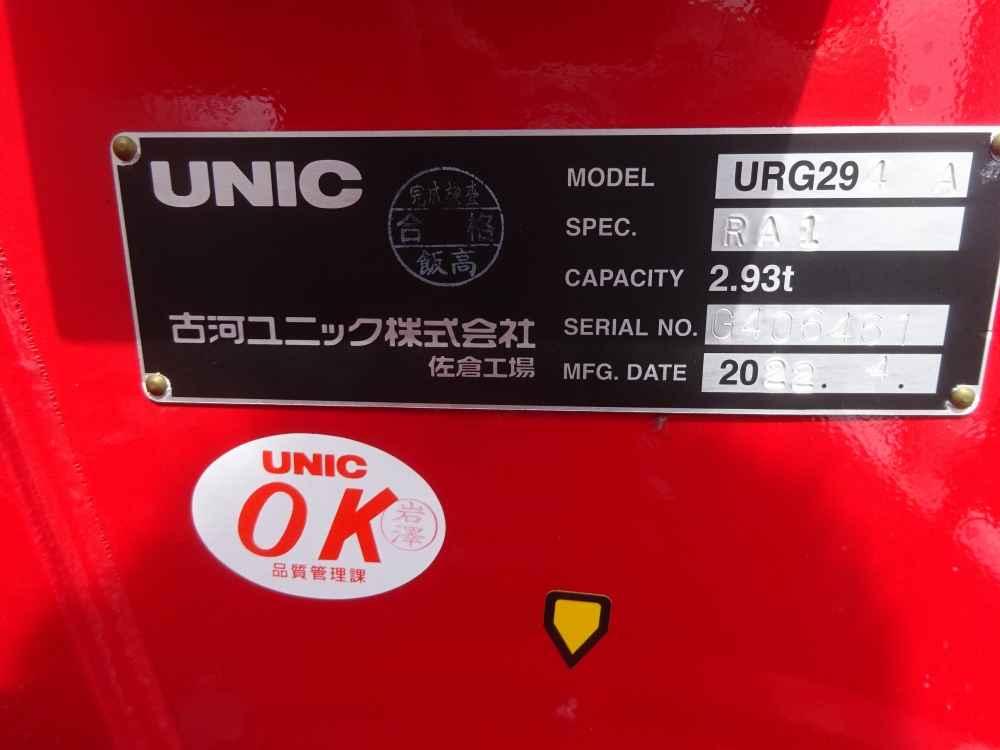 UNIC
完成検査
合格
飯高
古河ユニック株式会社
佐倉工場
MODEL URG294 A
SPEC. RA1
CAPACITY 2.93t
SERIAL NO. G406461
MFG. DATE 2022. 4.
UNIC
OK
岩澤
品質管理課